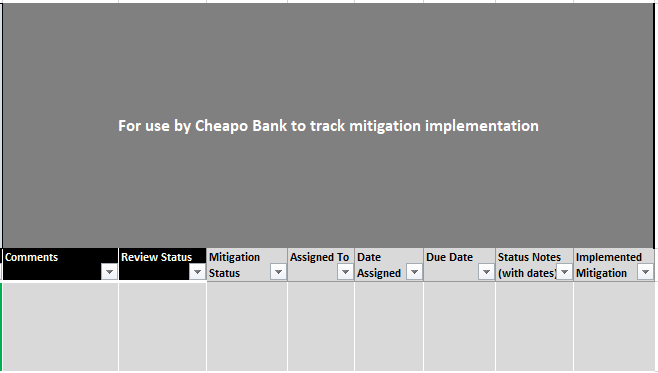 For use by Cheapo Bank to track mitigation implementation
Comments
Review Status
Mitigation
Status
Assigned To
Date
Assigned
Due Date
Status Notes
(with dates)
Implemented
Mitigation